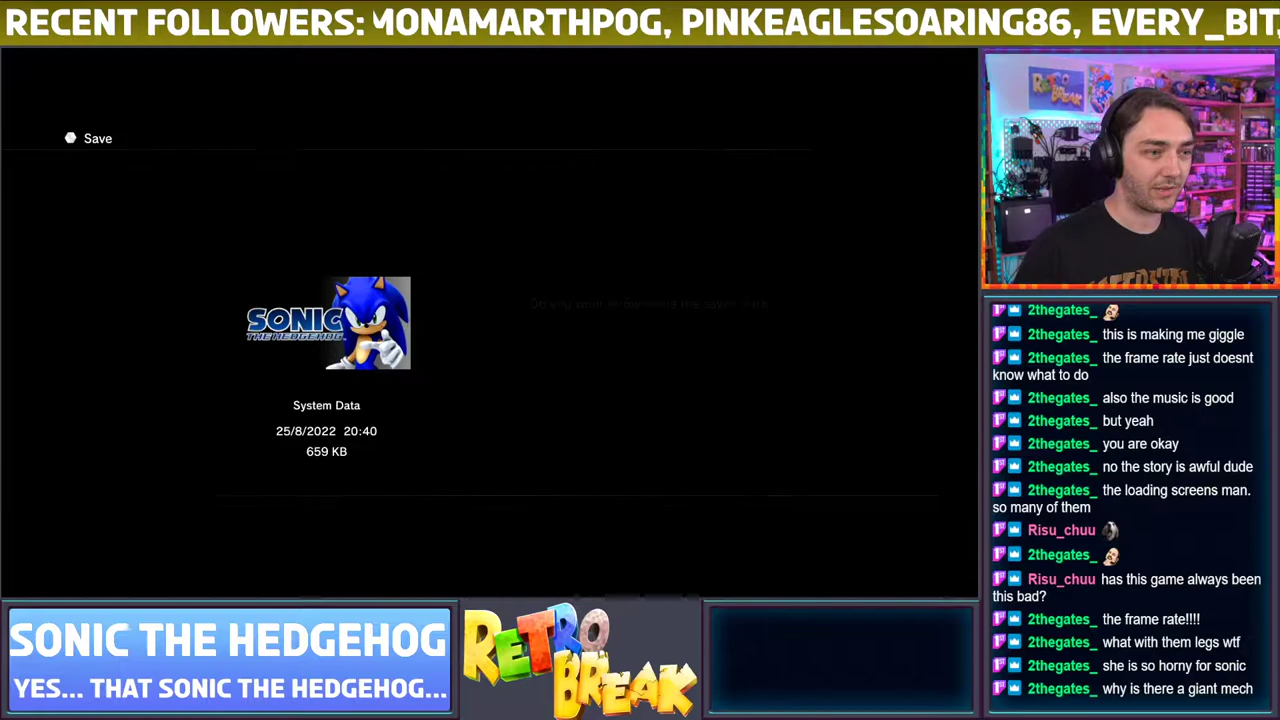 RECENT FOLLOWERS: MONAMARTHPOG, PINKEAGLESOARING86, EVERY_BIT,
Save
SONIC
THE HEDGEHOG
System Data
25/8/2022 20:40
659 KB
RETRO
BREAK
2thegates_
2thegates_ this is making me giggle
2thegates_ the frame rate just doesnt
know what to do
2thegates_ also the music is good
2thegates_ but yeah
2thegates_ you are okay
2thegates_ no the story is awful dude
2thegates_ the loading screens man.
so many of them
Risu_chuu
2thegates_
Risu_chuu has this game always been
this bad?
2thegates_ the frame rate!!!!
2thegates_ what with them legs wtf
2thegates_ she is so horny for sonic
2thegates_ why is there a giant mech
SONIC THE HEDGEHOG
YES... THAT SONIC THE HEDGEHOG...
RETRO
BREAK